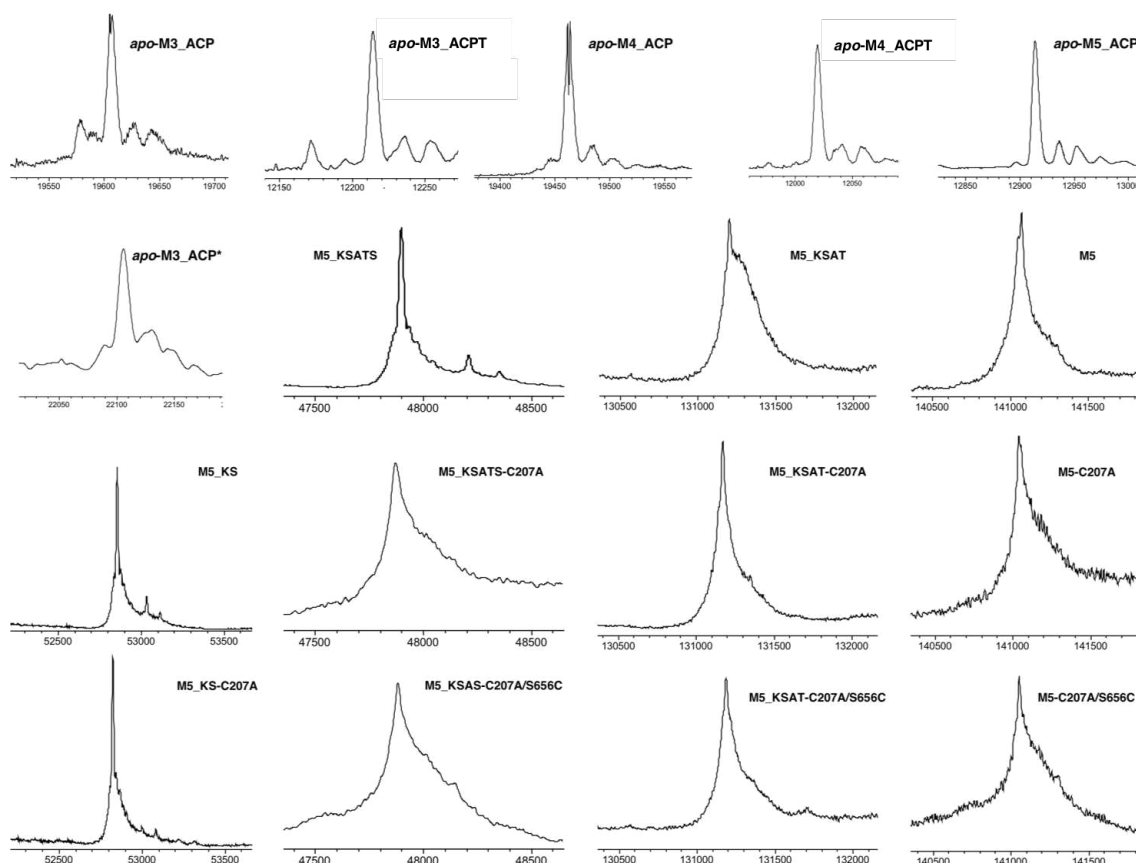 apo-M3_ACP
apo-M3_ACPT
apo-M4_ACP
apo-M4_ACPT
apo-M5_ACP
19550 19600 19650 19700
12150 12200 12250
19400 19450 19500 19550
12000 12050
12850 12900 12950 13000
apo-M3_ACP*
M5_KSATS
M5_KSAT
M5
22050 22100 22150
47500 48000 48500
130500 131000 131500 132000
140500 141000 141500
M5_KS
M5_KSATS-C207A
M5_KSAT-C207A
M5-C207A
52500 53000 53500
47500 48000 48500
130500 131000 131500 132000
140500 141000 141500
M5_KS-C207A
M5_KSAS-C207A/S656C
M5_KSAT-C207A/S656C
M5-C207A/S656C
52500 53000 53500
47500 48000 48500
130500 131000 131500 132000
140500 141000 141500